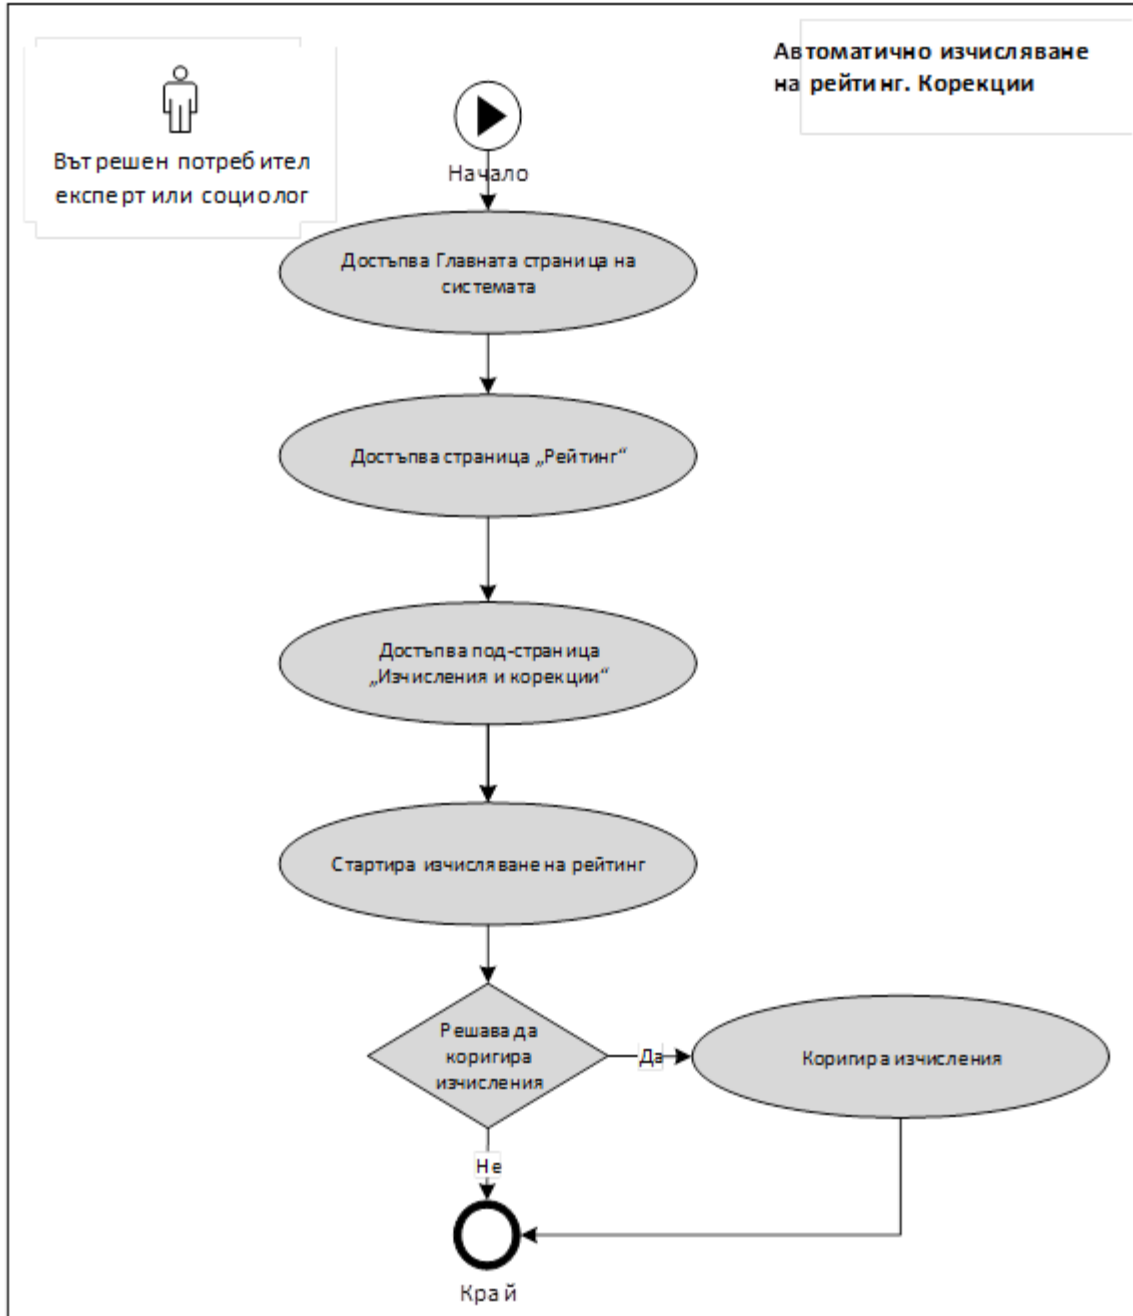 Автоматично изчисляване
на рейтинг. Корекции
Вътрешен потребител
експерт или социолог
Начало
Достъпва Главната страница на
системата
Достъпва страница „Рейтинг“
Достъпва под-страница
„Изчисления и корекции“
Стартира изчисляване на рейтинг
Решава да
коригира
изчисления
Да
Коригира изчисления
Не
Край